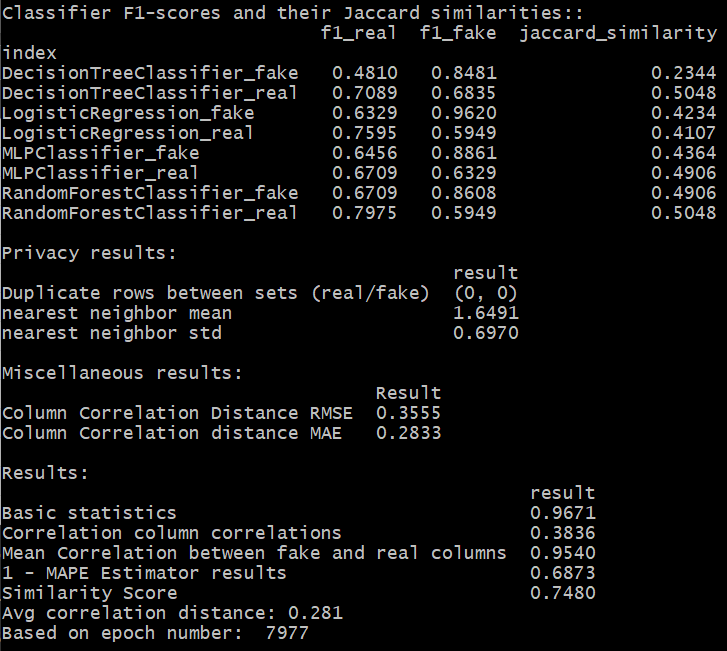 Classifier F1-scores and their Jaccard similarities::
f1_real f1_fake jaccard_similarity
index
DecisionTreeClassifier_fake 0.4810 0.8481 0.2344
DecisionTreeClassifier_real 0.7089 0.6835 0.5048
LogisticRegression_fake 0.6329 0.9620 0.4234
LogisticRegression_real 0.7595 0.5949 0.4107
MLPClassifier_fake 0.6456 0.8861 0.4364
MLPClassifier_real 0.6709 0.6329 0.4906
RandomForestClassifier_fake 0.6709 0.8608 0.4906
RandomForestClassifier_real 0.7975 0.5949 0.5048
Privacy results:
result
Duplicate rows between sets (real/fake) (0, 0)
nearest neighbor mean 1.6491
nearest neighbor std 0.6970
Miscellaneous results:
Result
Column Correlation Distance RMSE 0.3555
Column Correlation distance MAE 0.2833
Results:
result
Basic statistics 0.9671
Correlation column correlations 0.3836
Mean Correlation between fake and real columns 0.9540
1 - MAPE Estimator results 0.6873
Similarity Score 0.7480
Avg correlation distance: 0.281
Based on epoch number: 7977